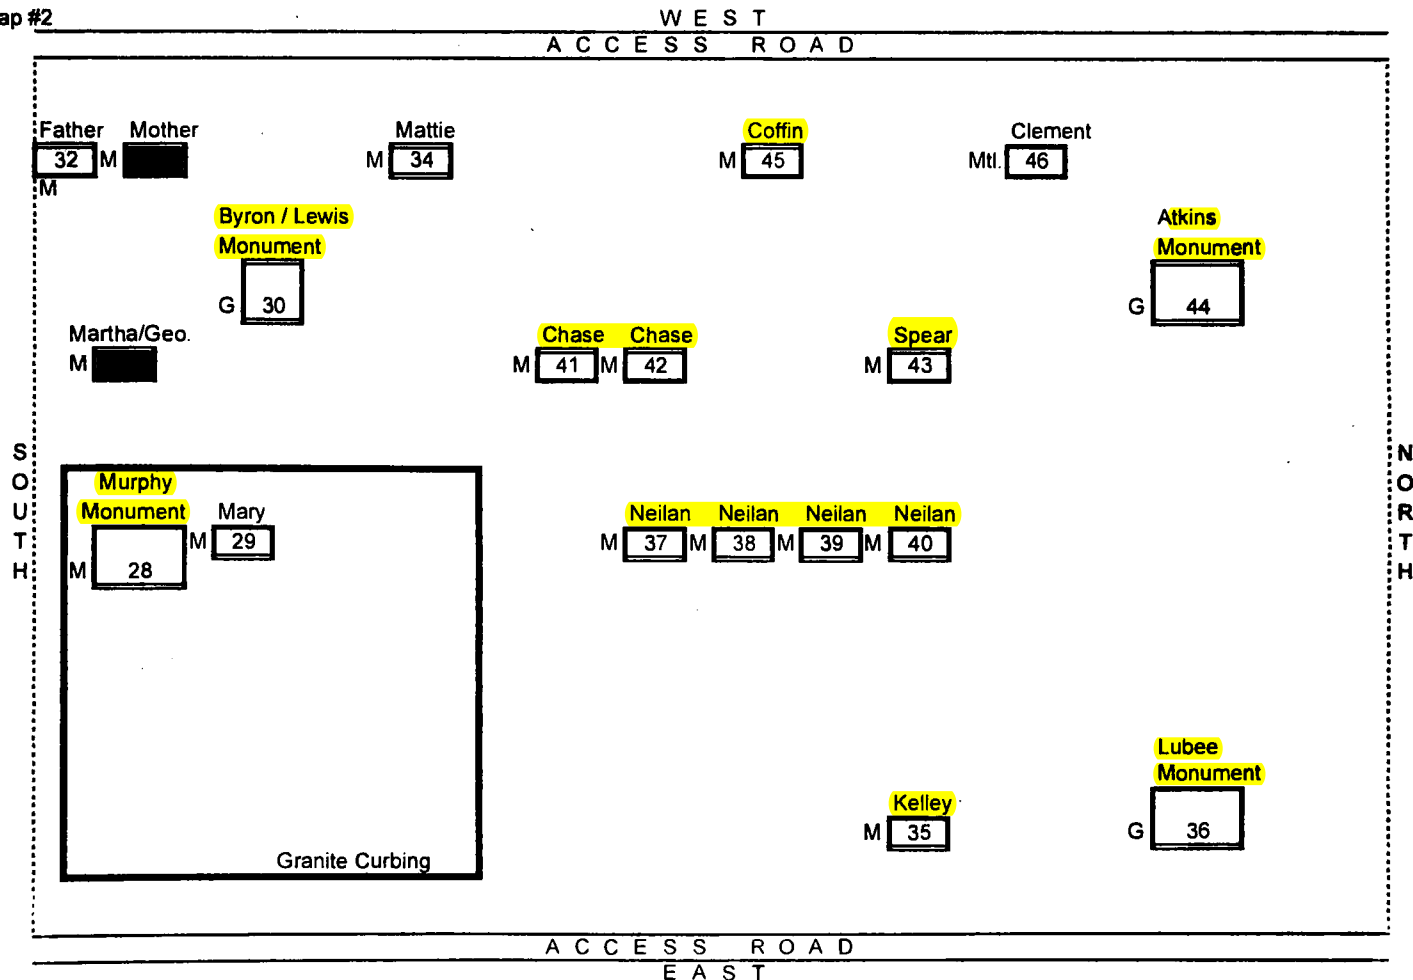 ap #2
WEST
ACCESS ROAD
Father Mother Mattie Coffin Clement
32 M M 34 M 45 Mtl. 46
M
Byron / Lewis Atkins
Monument Monument
G 30 G 44
Martha/Geo. Chase Chase Spear
M M 41 M 42 M 43
SOUTH
NORTH
Murphy
Monument Mary Neilan Neilan Neilan Neilan
M 29 M 37 M 38 M 39 M 40
M 28
Lubee
Monument
Kelley
M 35 G 36
Granite Curbing
ACCESS ROAD
EAST